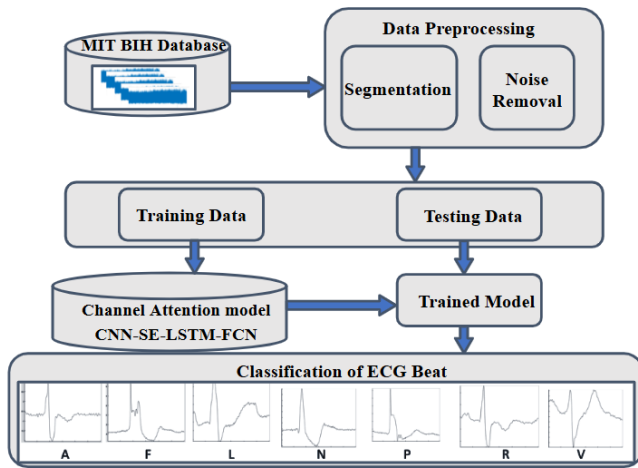 MIT BIH Database
Data Preprocessing
Segmentation
Noise
Removal
Training Data
Testing Data
Channel Attention model
CNN-SE-LSTM-FCN
Trained Model
Classification of ECG Beat
A F L N P R V